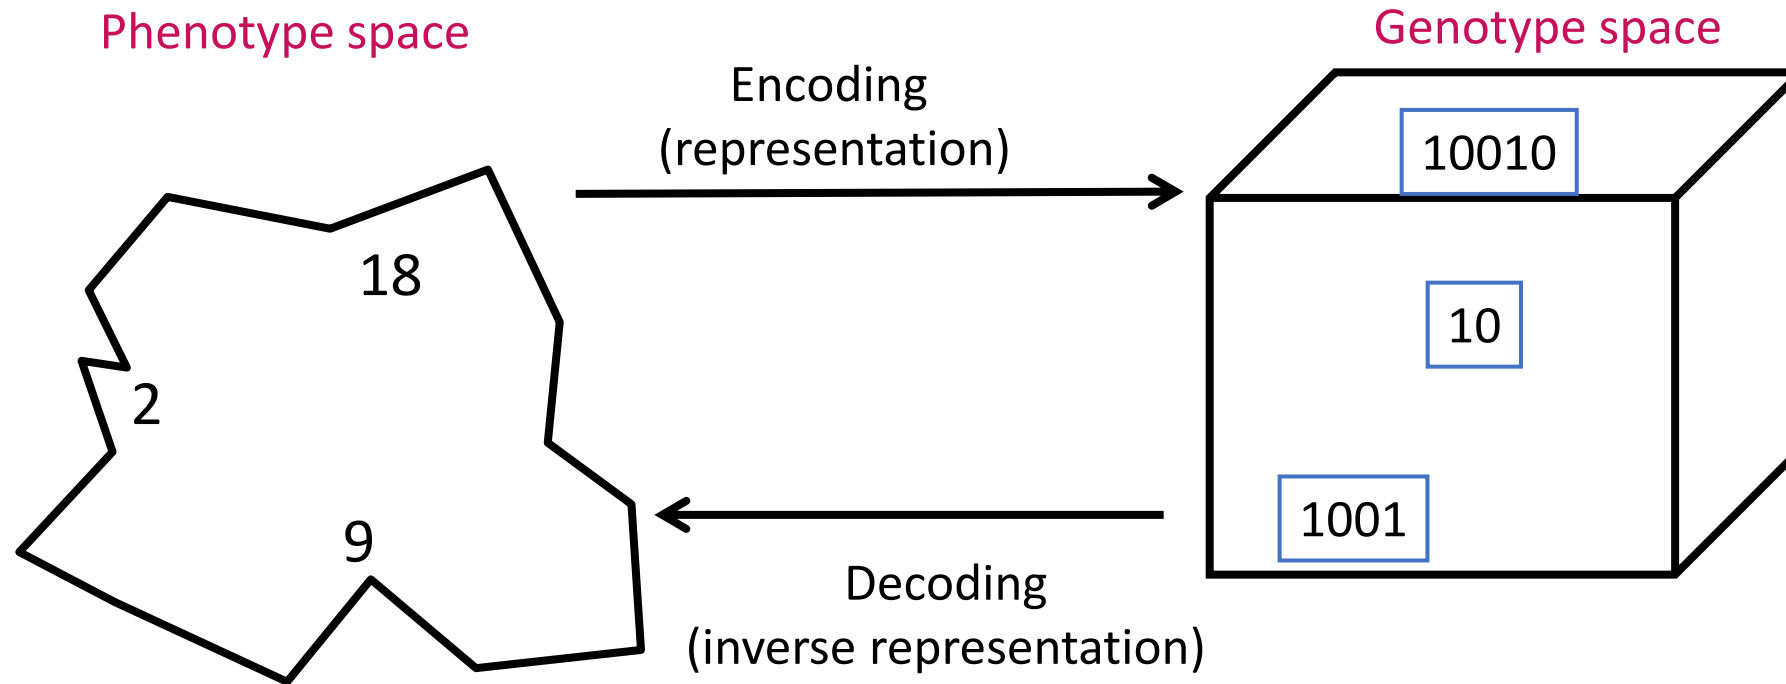 Phenotype space
Genotype space
Encoding
(representation)
10010
18
10
2
1001
9
Decoding
(inverse representation)